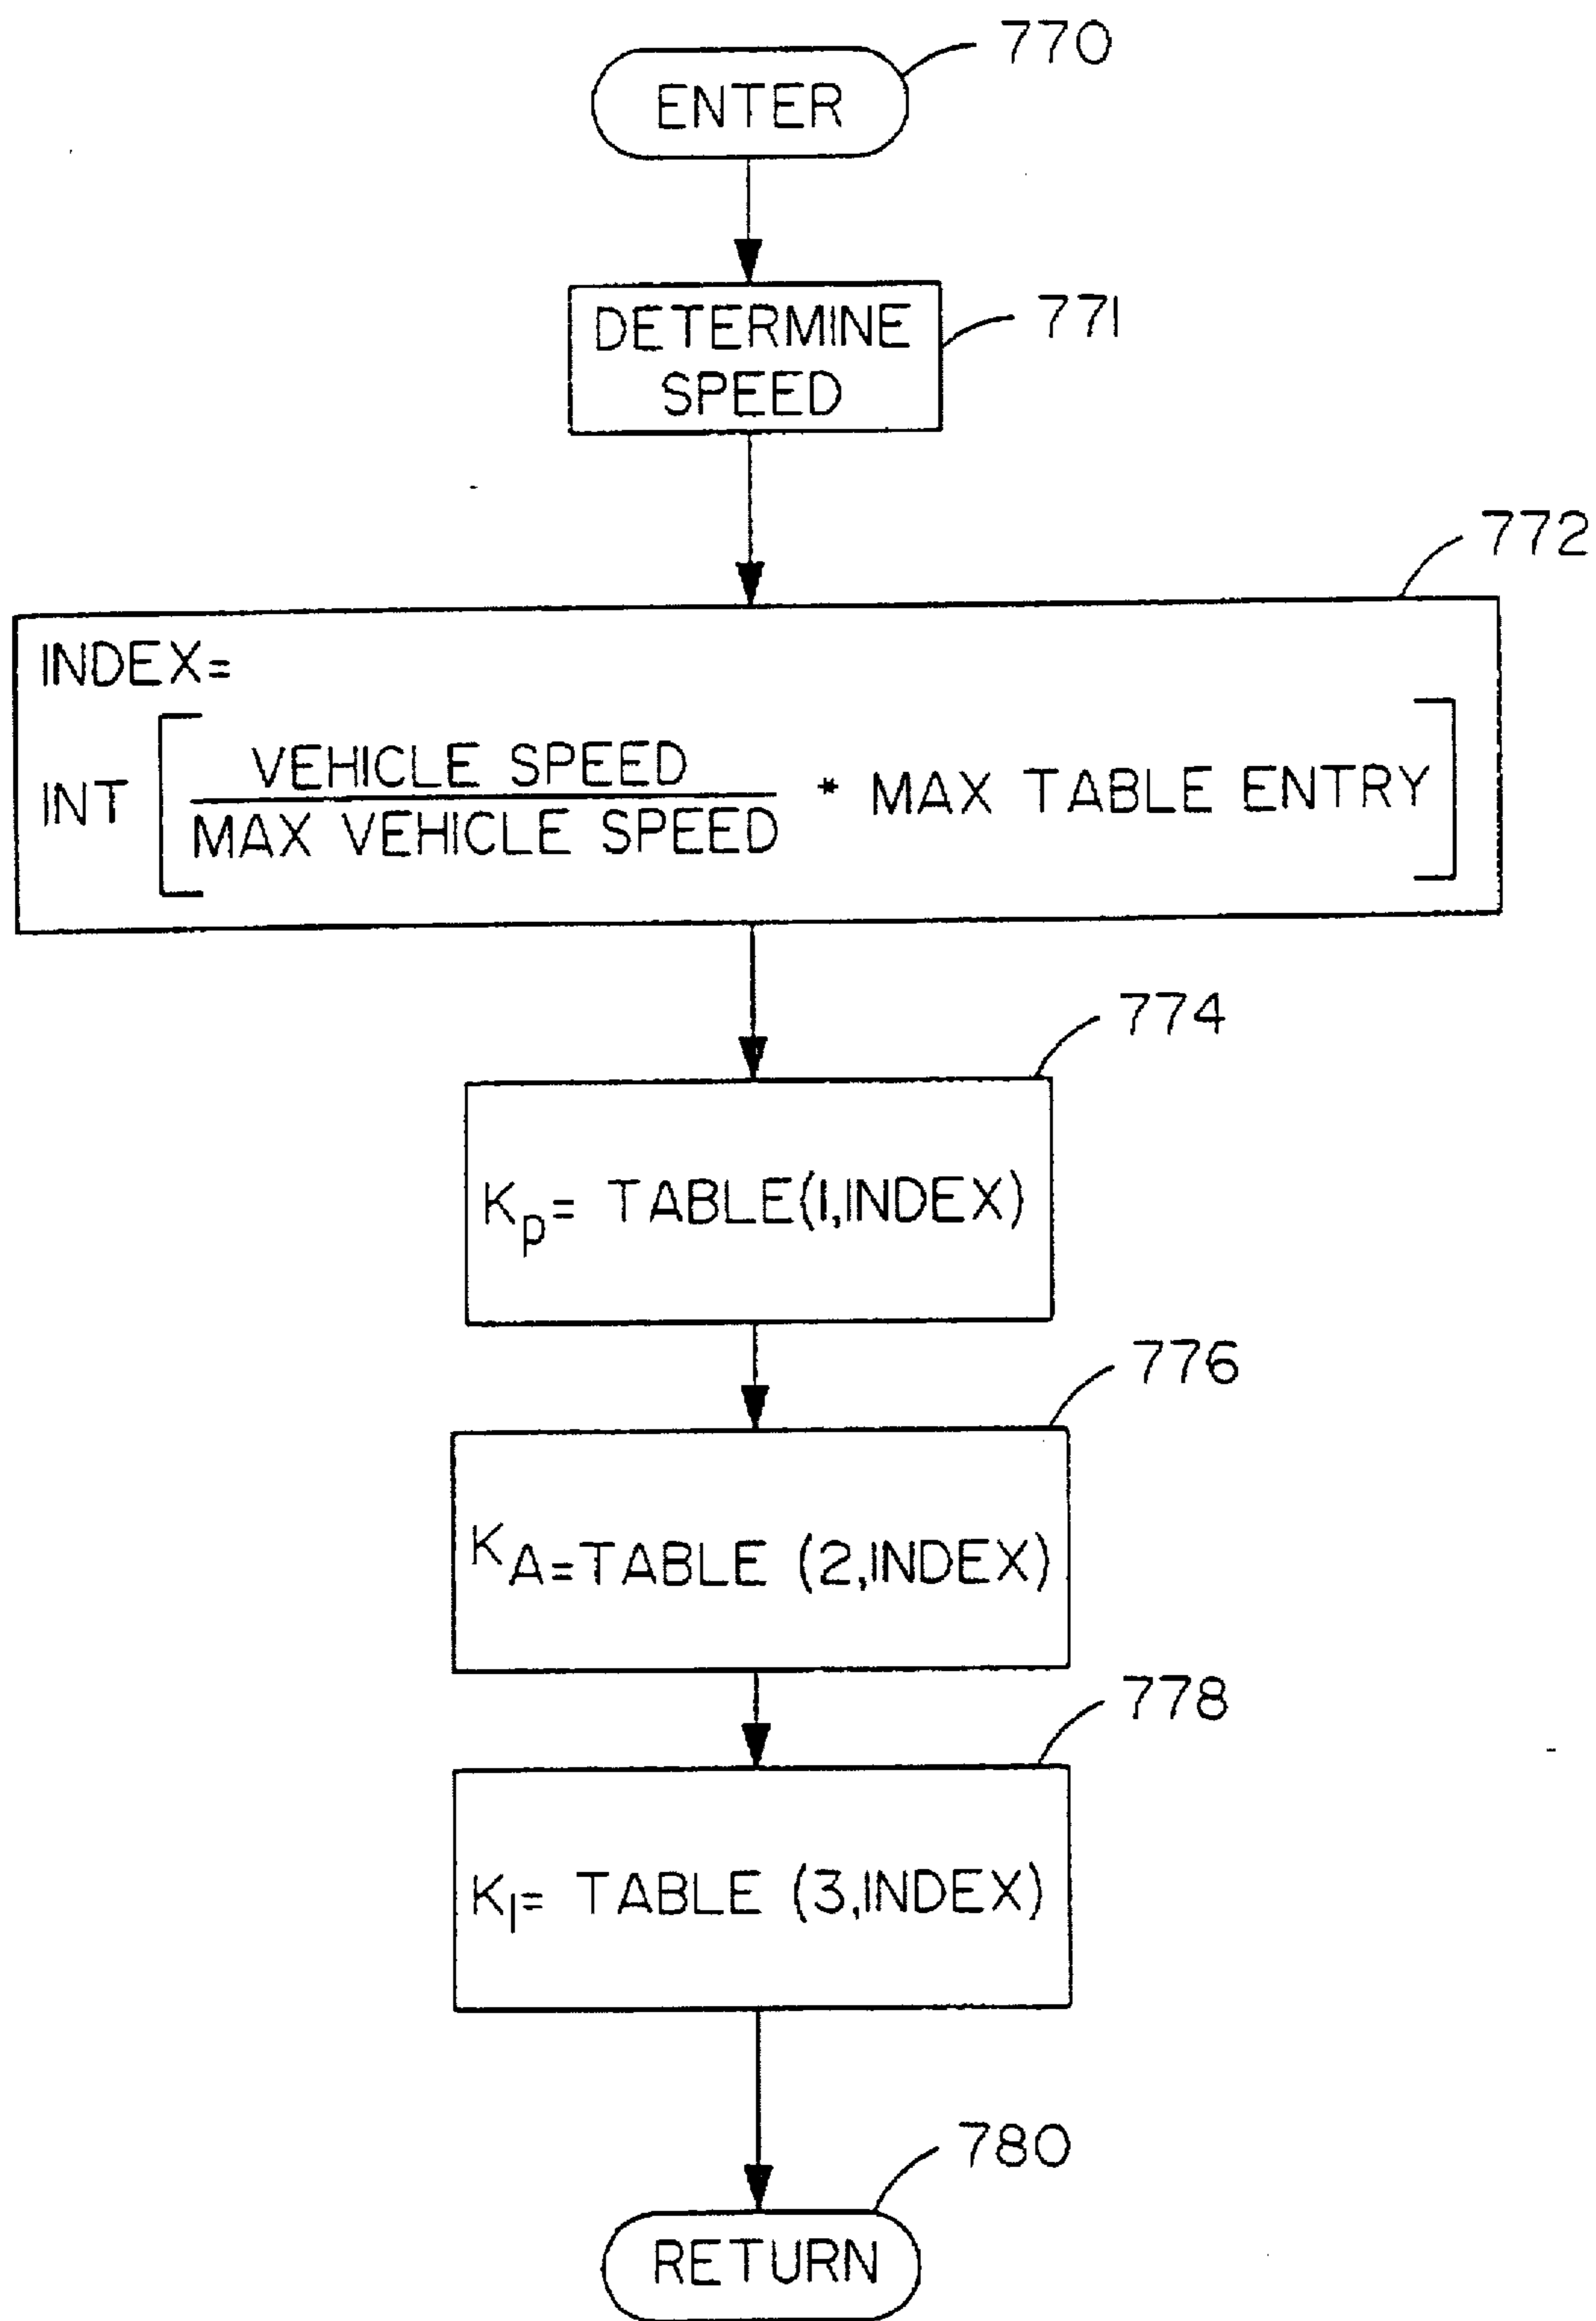 770
ENTER
771
DETERMINE
SPEED
772
INDEX=
INT [ VEHICLE SPEED
MAX VEHICLE SPEED * MAX TABLE ENTRY ]
774
Kp= TABLE(1,INDEX)
776
KA=TABLE (2,INDEX)
778
KI= TABLE (3,INDEX)
780
RETURN